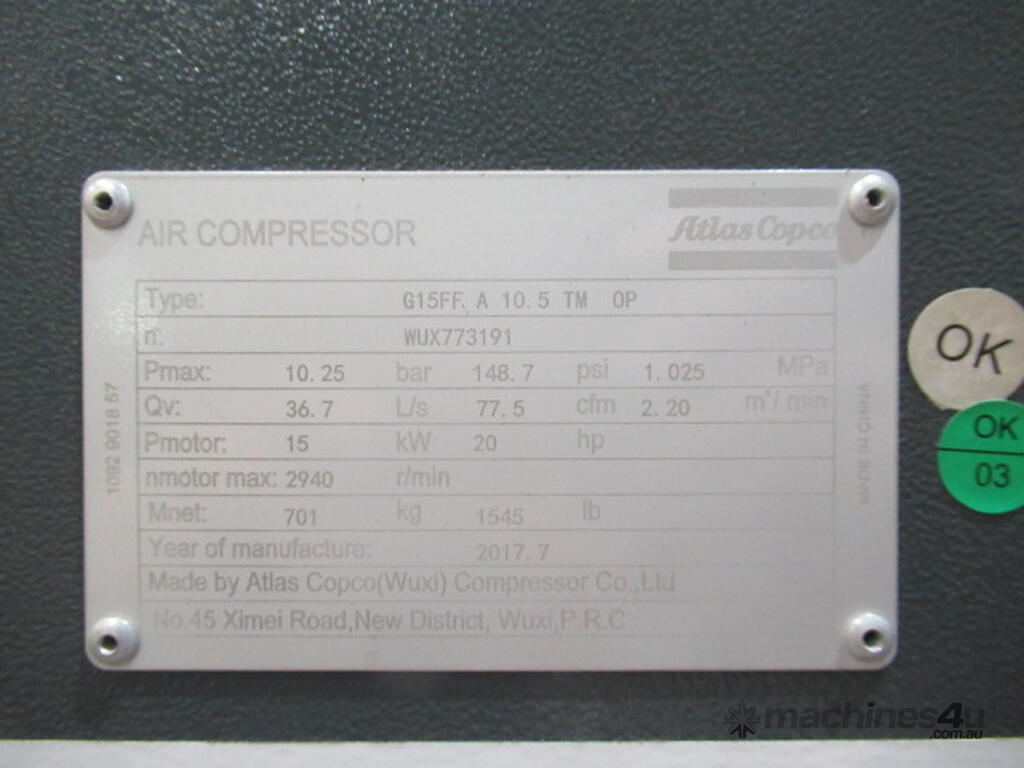 AIR COMPRESSOR
Atlas Copco
Type: G15FF. A 10. 5 TM OP
n°: WUX773191
Pmax: 10. 25 bar 148. 7 psi 1. 025 MPa
Qv: 36. 7 L/s 77. 5 cfm 2. 20 m³/ min
Pmotor: 15 kW 20 hp
nmotor max: 2940 r/min
Mnet: 701 kg 1545 lb
Year of manufacture: 2017. 7
Made by Atlas Copco(Wuxi) Compressor Co.,Ltd
No.45 Ximei Road,New District, Wuxi,P.R.C
1092 9018 57
MADE IN CHINA
OK
OK
03
machines4u
.com.au